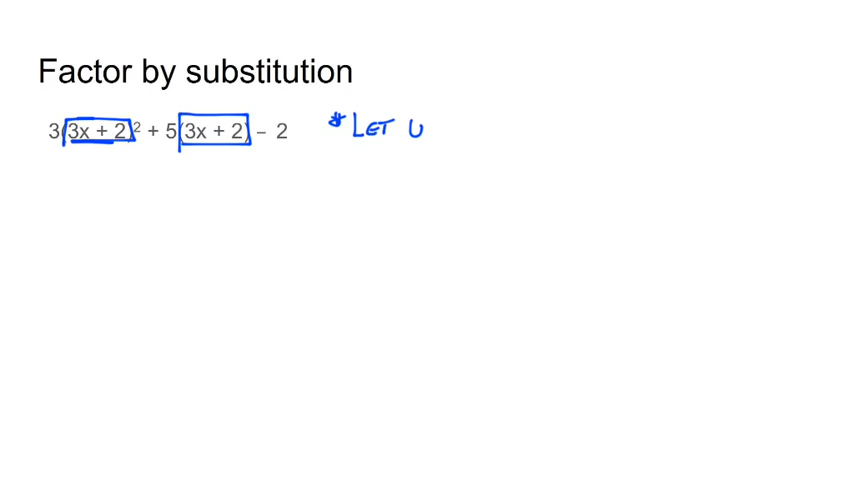 Factor by substitution
3(3x + 2)² + 5(3x + 2) – 2 * LET U